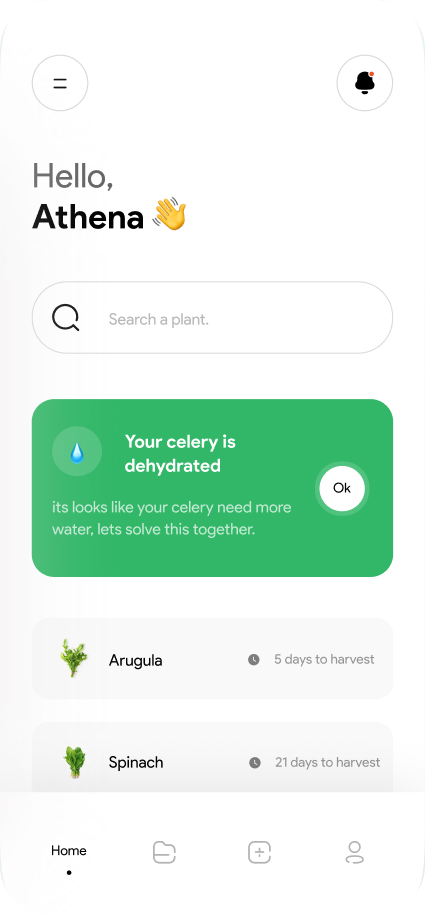 Hello,
Athena 👋
Search a plant.
Your celery is
dehydrated
its looks like your celery need more
water, lets solve this together.
Ok
Arugula
5 days to harvest
Spinach
21 days to harvest
Home